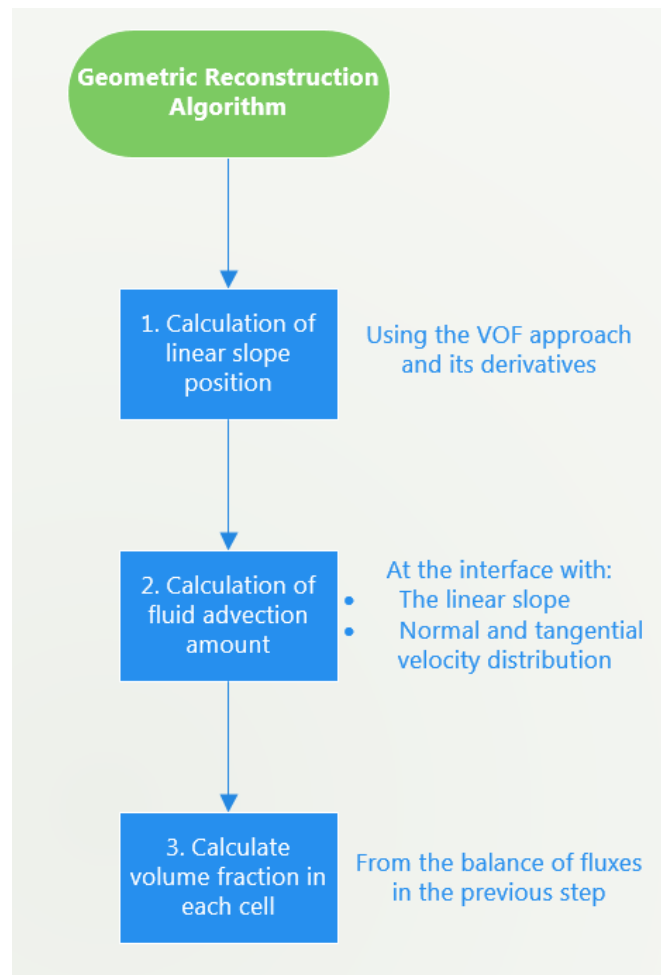 Geometric Reconstruction
Algorithm
1. Calculation of
linear slope
position
Using the VOF approach
and its derivatives
2. Calculation of
fluid advection
amount
At the interface with:
• The linear slope
• Normal and tangential
velocity distribution
3. Calculate
volume fraction in
each cell
From the balance of fluxes
in the previous step